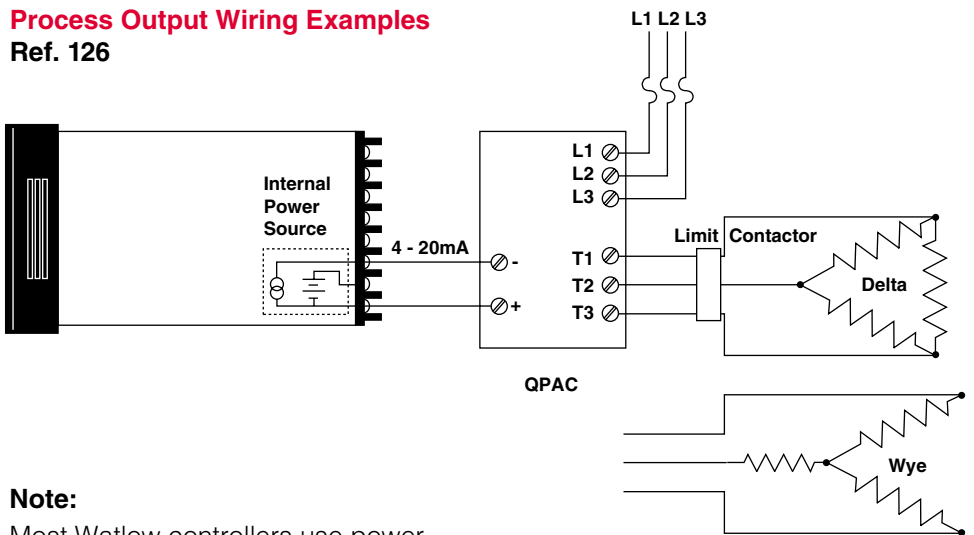 Process Output Wiring Examples
Ref. 126
L1 L2 L3
Internal
Power
Source
4 - 20mA
-
+
L1
L2
L3
T1
T2
T3
QPAC
Limit Contactor
Delta
Wye
Note:
Most Watlow controllers use power